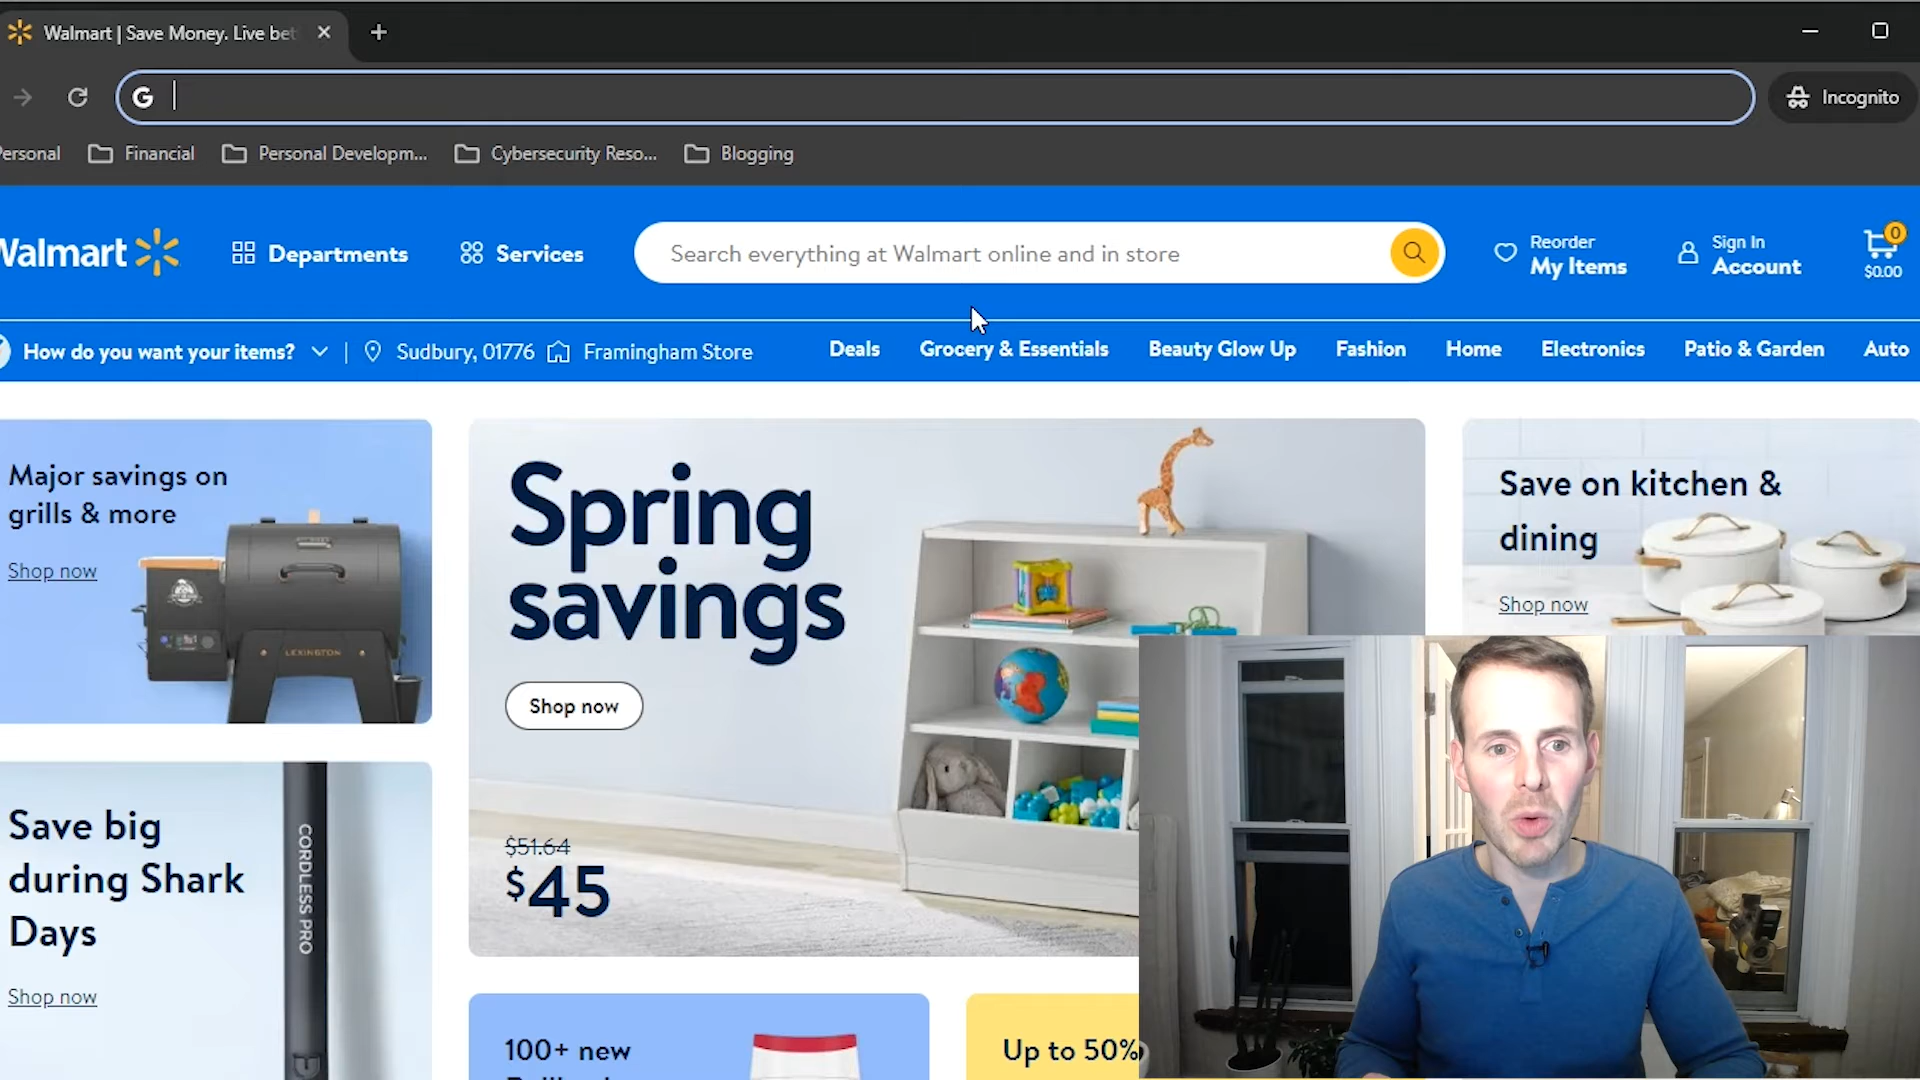 Walmart | Save Money. Live bet
G
Incognito
Personal
Financial
Personal Developm...
Cybersecurity Reso...
Blogging
Walmart
Departments
Services
Search everything at Walmart online and in store
Reorder
My Items
Sign In
Account
0
$0.00
How do you want your items?
|
Sudbury, 01776
Framingham Store
Deals
Grocery & Essentials
Beauty Glow Up
Fashion
Home
Electronics
Patio & Garden
Auto
Major savings on
grills & more
Shop now
LEXINGTON
Spring
savings
Shop now
$51.64
$45
Save on kitchen &
dining
Shop now
Save big
during Shark
Days
Shop now
CORDLESS PRO
100+ new
Up to 50%